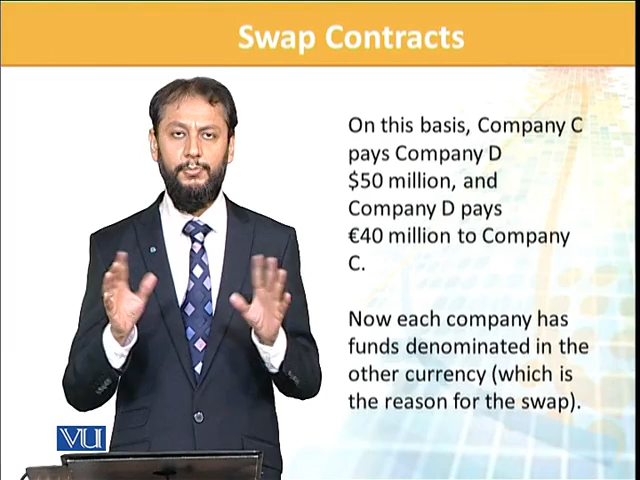 Swap Contracts
On this basis, Company C
pays Company D
$50 million, and
Company D pays
€40 million to Company
C.
Now each company has
funds denominated in the
other currency (which is
the reason for the swap).
VU